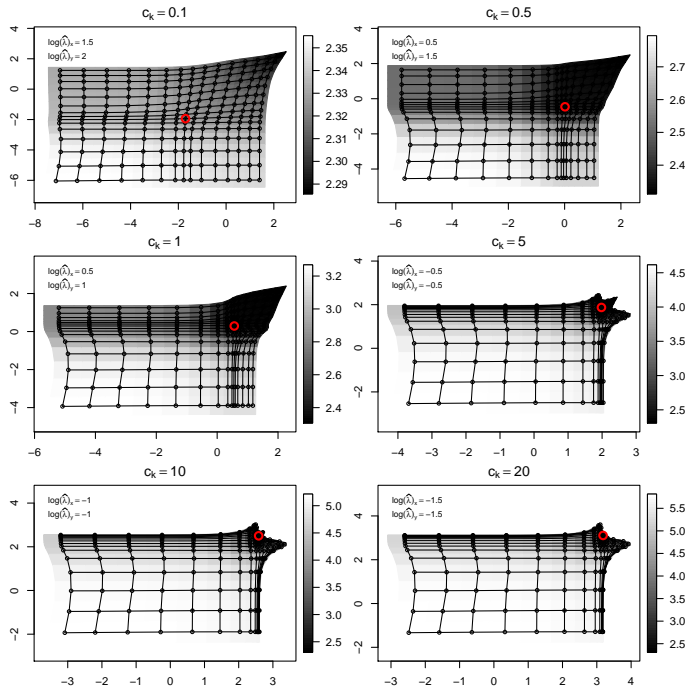 c_k = 0.1
log(λ̂)_x = 1.5
log(λ̂)_y = 2
4
2
0
−2
−4
−6
−8 −6 −4 −2 0 2
2.35
2.34
2.33
2.32
2.31
2.30
2.29
c_k = 0.5
log(λ̂)_x = 0.5
log(λ̂)_y = 1.5
4
2
0
−2
−4
−6 −4 −2 0 2
2.7
2.6
2.5
2.4
c_k = 1
log(λ̂)_x = 0.5
log(λ̂)_y = 1
2
0
−2
−4
−6 −4 −2 0 2
3.2
3.0
2.8
2.6
2.4
c_k = 5
log(λ̂)_x = −0.5
log(λ̂)_y = −0.5
4
2
0
−2
−4 −3 −2 −1 0 1 2 3
4.5
4.0
3.5
3.0
2.5
c_k = 10
log(λ̂)_x = −1
log(λ̂)_y = −1
4
2
0
−2
−3 −2 −1 0 1 2 3
5.0
4.5
4.0
3.5
3.0
2.5
c_k = 20
log(λ̂)_x = −1.5
log(λ̂)_y = −1.5
4
2
0
−2
−3 −2 −1 0 1 2 3 4
5.5
5.0
4.5
4.0
3.5
3.0
2.5